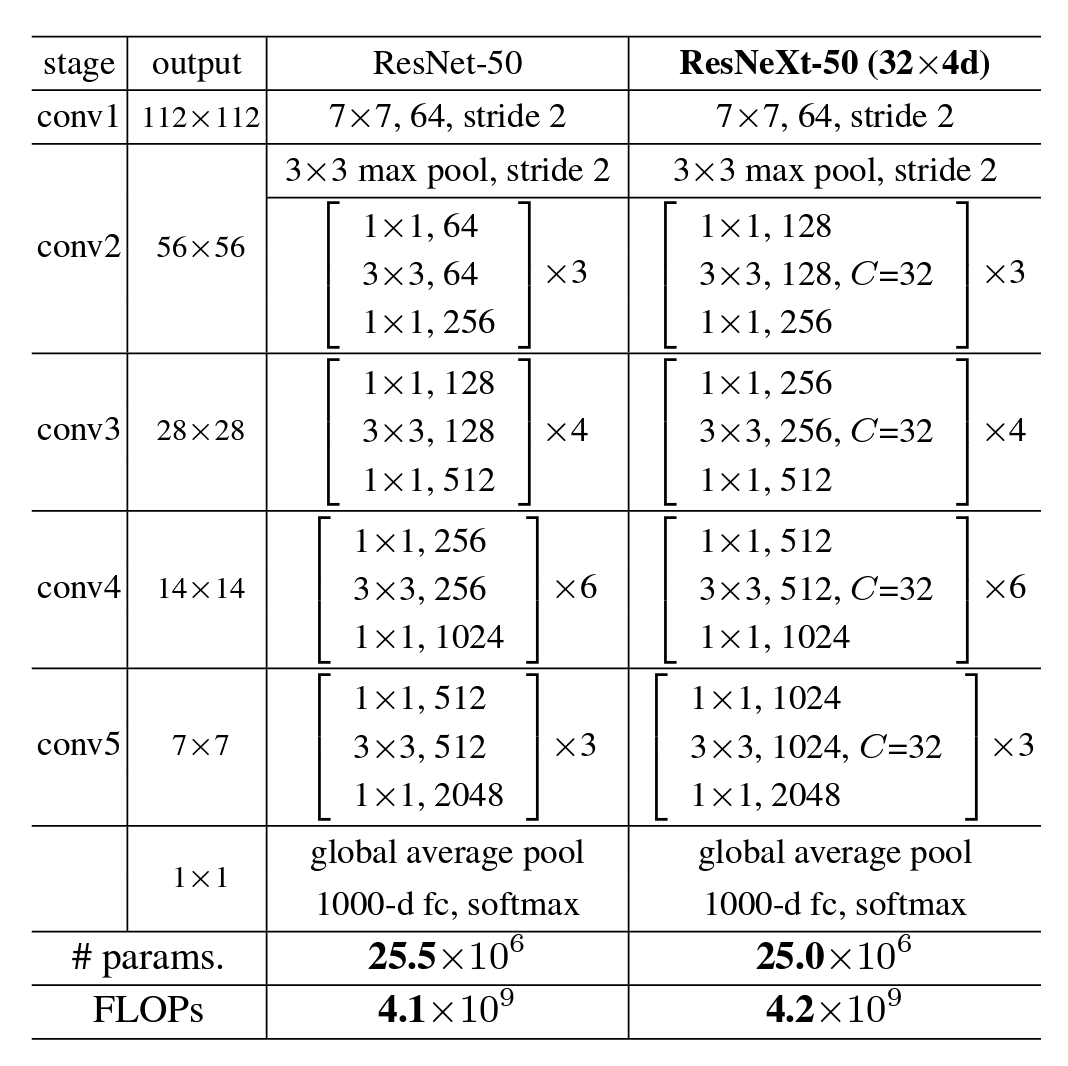 stage output ResNet-50 ResNeXt-50 (32×4d)
conv1 112×112 7×7, 64, stride 2 7×7, 64, stride 2
3×3 max pool, stride 2 3×3 max pool, stride 2
1×1, 64 1×1, 128
conv2 56×56 3×3, 64 ×3 3×3, 128, C=32 ×3
1×1, 256 1×1, 256
1×1, 128 1×1, 256
conv3 28×28 3×3, 128 ×4 3×3, 256, C=32 ×4
1×1, 512 1×1, 512
1×1, 256 1×1, 512
conv4 14×14 3×3, 256 ×6 3×3, 512, C=32 ×6
1×1, 1024 1×1, 1024
1×1, 512 1×1, 1024
conv5 7×7 3×3, 512 ×3 3×3, 1024, C=32 ×3
1×1, 2048 1×1, 2048
global average pool global average pool
1×1
1000-d fc, softmax 1000-d fc, softmax
# params. 25.5×10⁶ 25.0×10⁶
FLOPs 4.1×10⁹ 4.2×10⁹